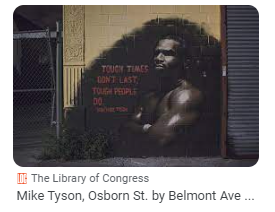 TOUGH TIMES
DON'T LAST,
TOUGH PEOPLE
DO.
The Library of Congress
Mike Tyson, Osborn St. by Belmont Ave ...